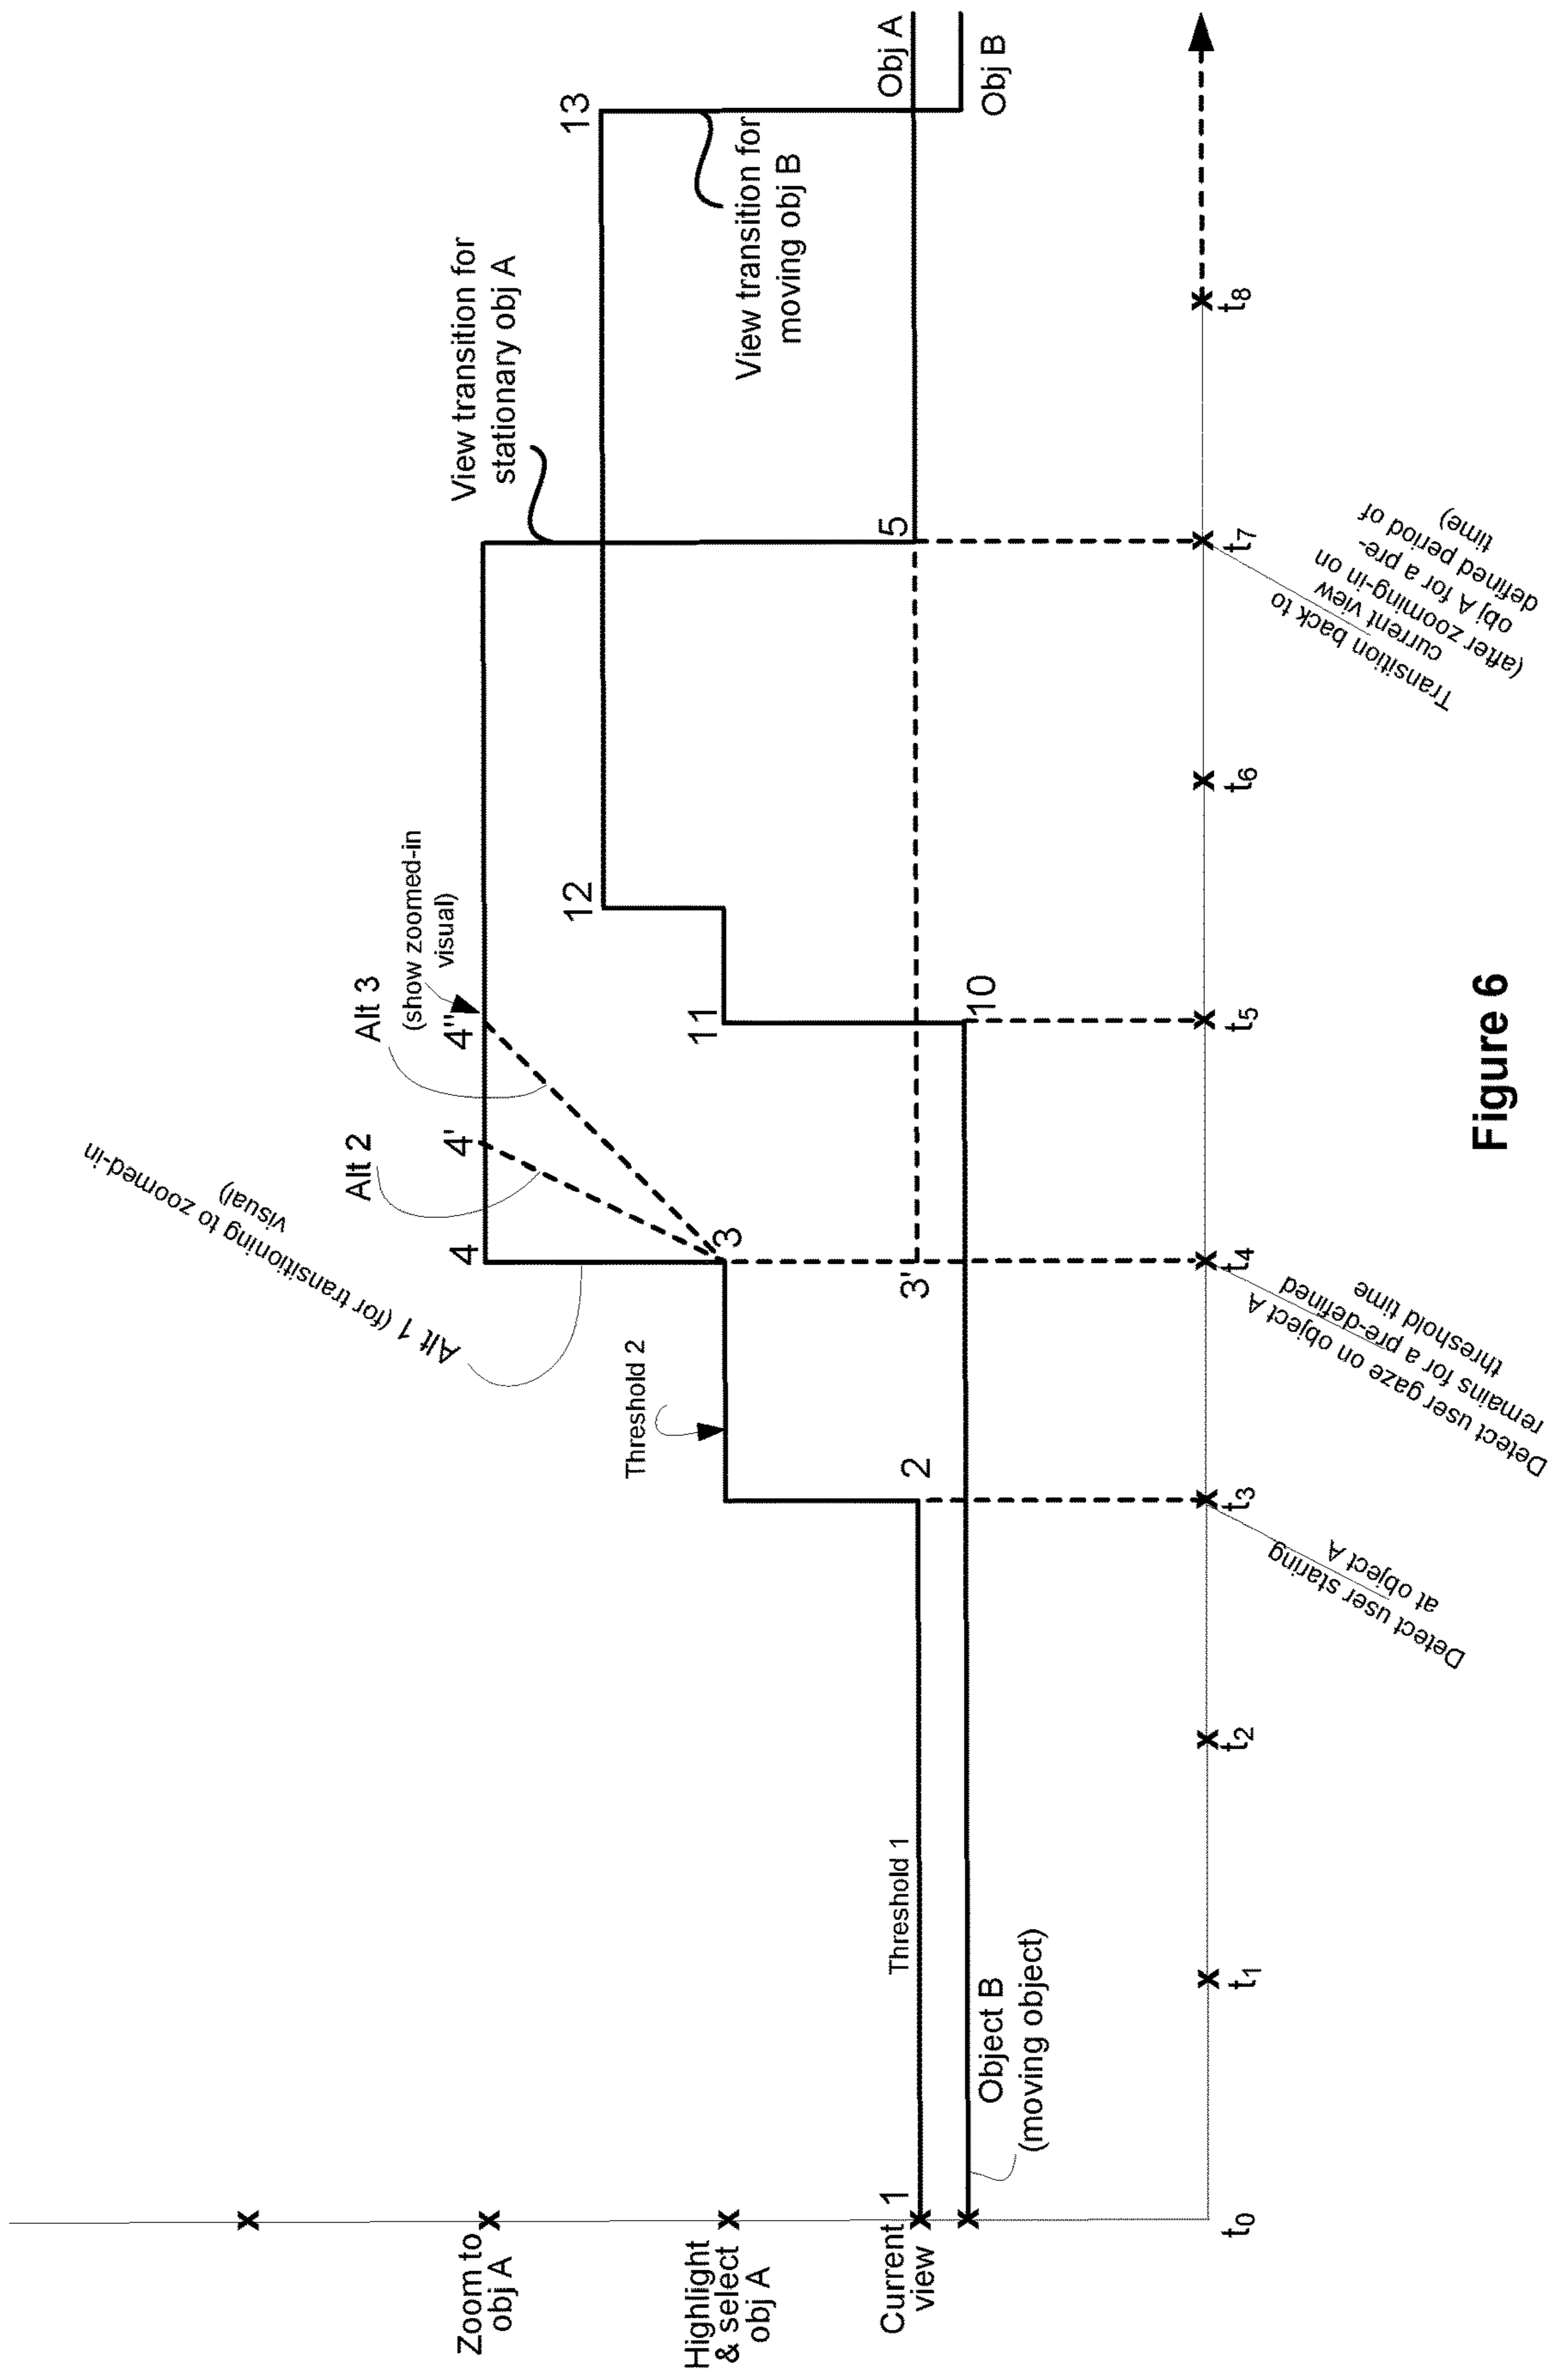 Zoom to
obj A
Highlight
& select
obj A
Current
view
1
Threshold 1
Object B
(moving object)
2
Threshold 2
3
3'
4
4'
4''
Alt 1 (for transitioning to zoomed-in
visual)
Alt 2
Alt 3
(show zoomed-in
visual)
10
11
12
View transition for
stationary obj A
5
13
View transition for
moving obj B
Obj A
Obj B
t0
t1
t2
t3
t4
t5
t6
t7
t8
Detect user staring
at object A
Detect user gaze on object A
remains for a pre-defined
threshold time
Transition back to
current view
(after zooming-in on
obj A for a pre-
defined period of
time)
Figure 6